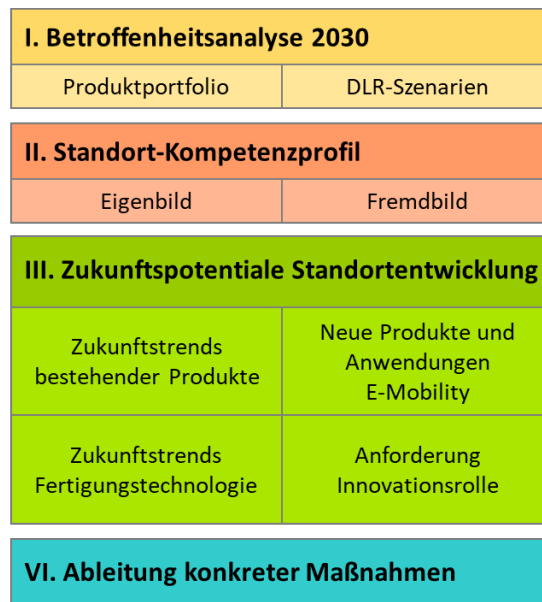 I. Betroffenheitsanalyse 2030
Produktportfolio
DLR-Szenarien
II. Standort-Kompetenzprofil
Eigenbild
Fremdbild
III. Zukunftspotentiale Standortentwicklung
Zukunftstrends
bestehender Produkte
Neue Produkte und
Anwendungen
E-Mobility
Zukunftstrends
Fertigungstechnologie
Anforderung
Innovationsrolle
VI. Ableitung konkreter Maßnahmen